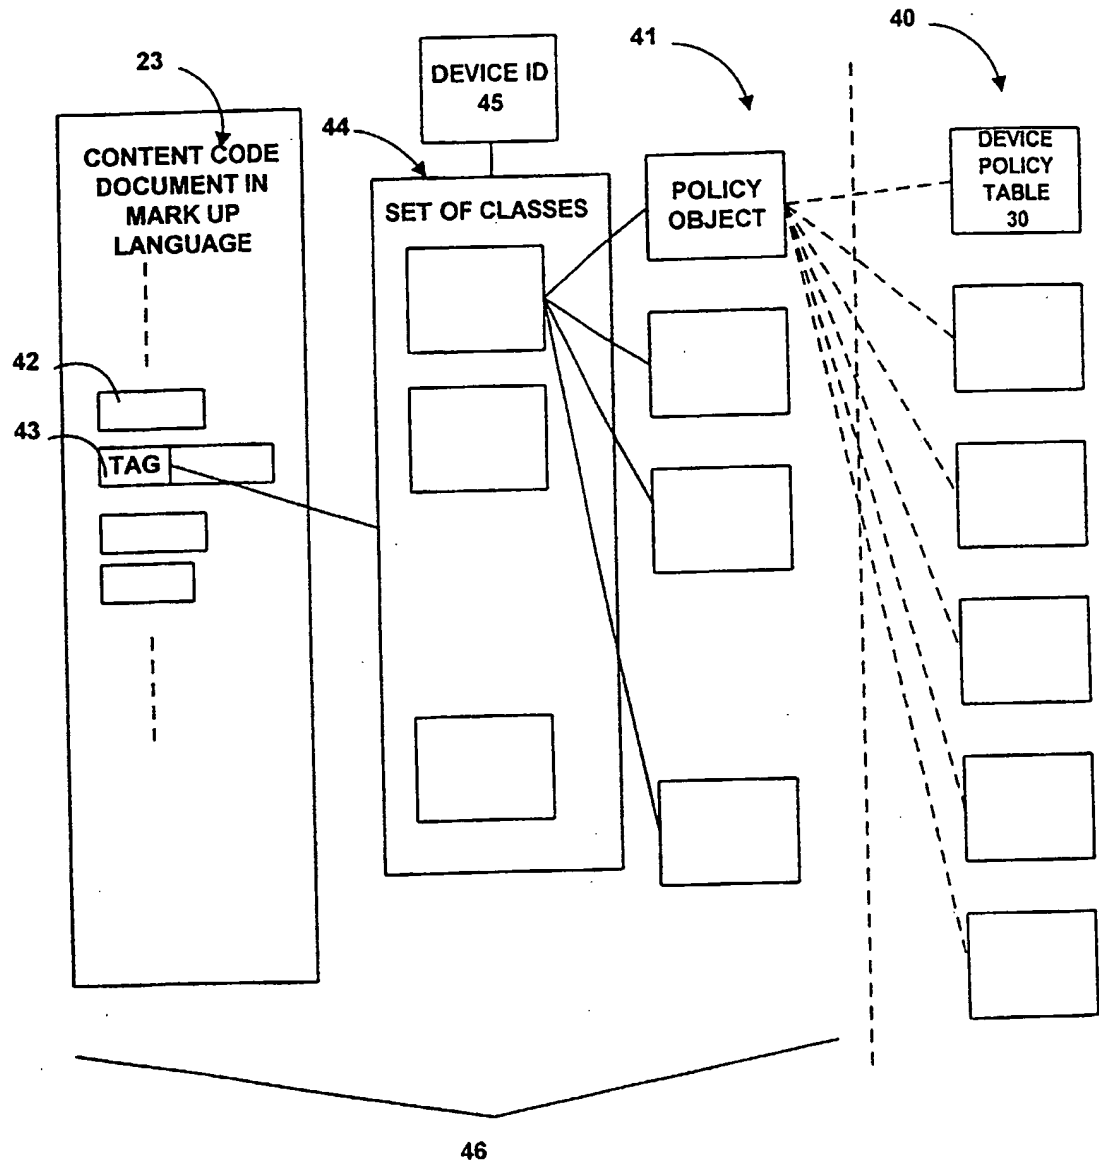 23
CONTENT CODE
DOCUMENT IN
MARK UP
LANGUAGE
42
43
TAG
44
DEVICE ID
45
SET OF CLASSES
41
POLICY
OBJECT
40
DEVICE
POLICY
TABLE
30
46